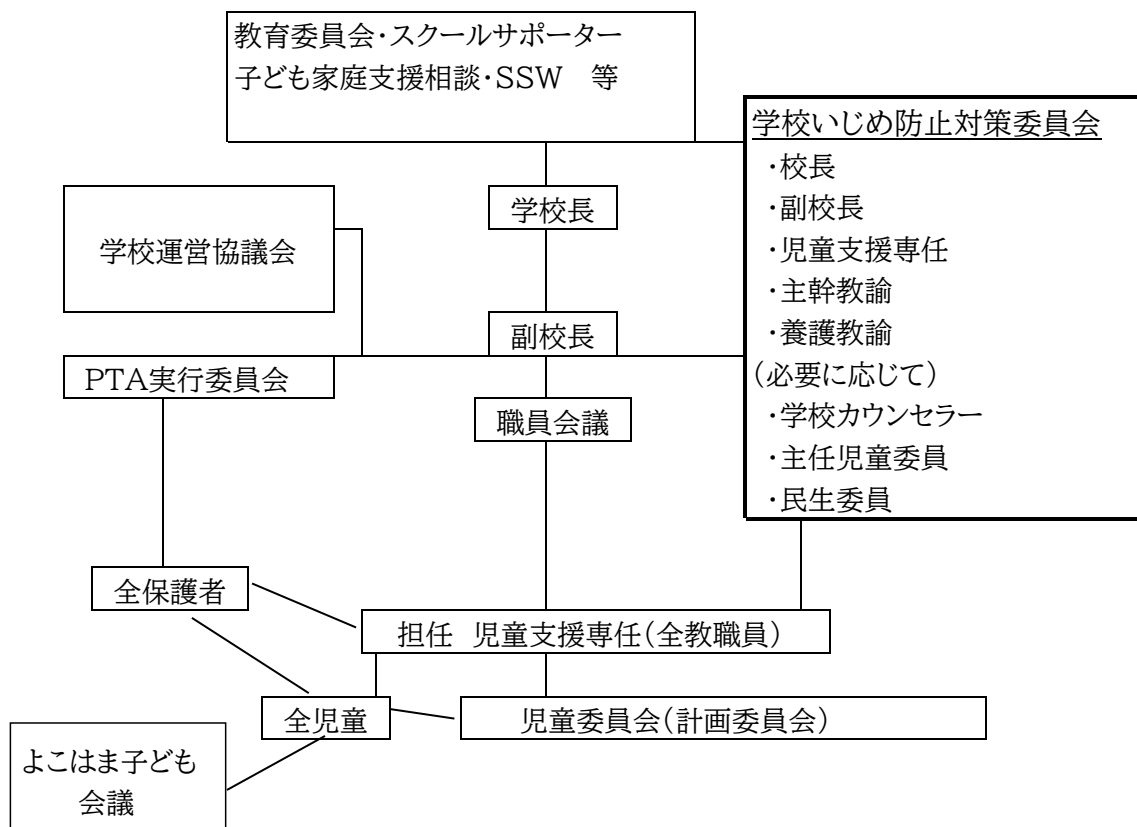 教育委員会・スクールサポーター
子ども家庭支援相談・SSW　等
学校いじめ防止対策委員会
・校長
・副校長
・児童支援専任
・主幹教諭
・養護教諭
（必要に応じて）
・学校カウンセラー
・主任児童委員
・民生委員
学校長
学校運営協議会
副校長
PTA実行委員会
職員会議
全保護者
担任　児童支援専任（全教職員）
全児童
児童委員会（計画委員会）
よこはま子ども
会議